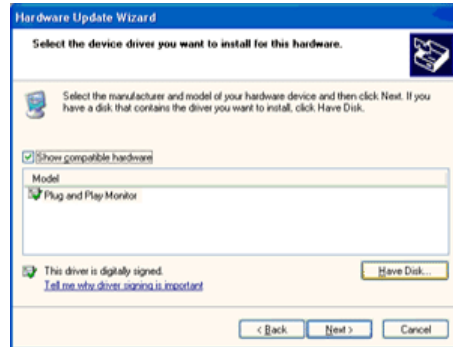 Hardware Update Wizard
Select the device driver you want to install for this hardware.
Select the manufacturer and model of your hardware device and then click Next. If you
have a disk that contains the driver you want to install, click Have Disk.
Show compatible hardware
Model
Plug and Play Monitor
This driver is digitally signed.
Have Disk...
Tell me why driver signing is important
< Back
Next >
Cancel